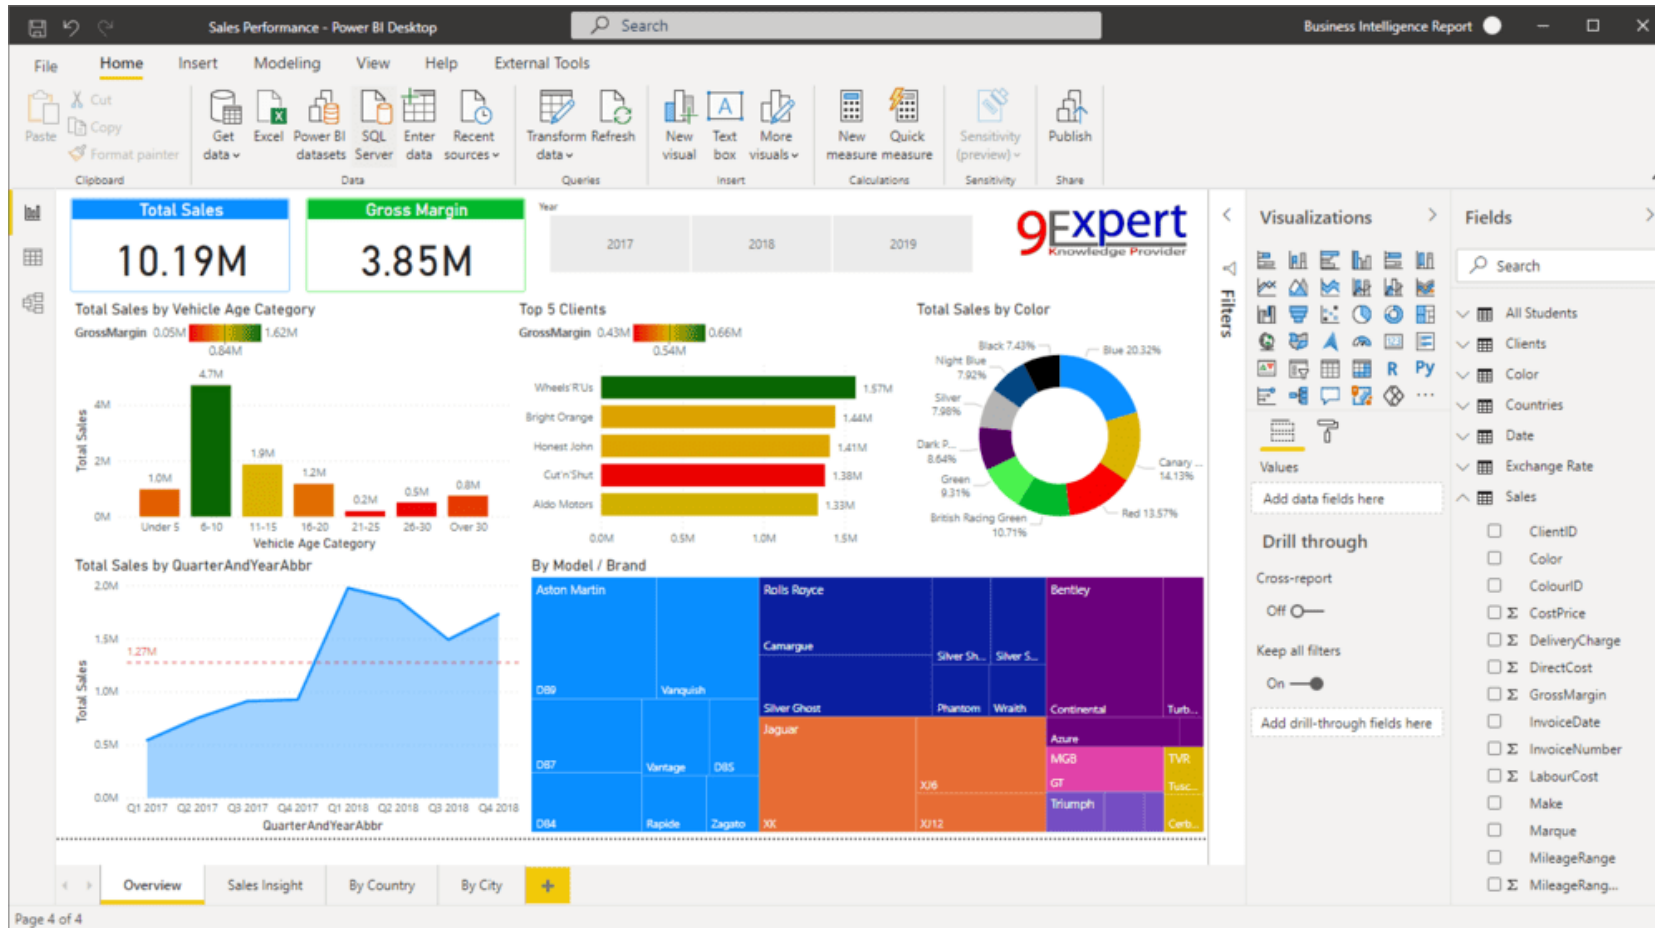 Sales Performance - Power BI Desktop
Search
Business Intelligence Report
File Home Insert Modeling View Help External Tools
Paste
Cut
Copy
Format painter
Clipboard
Get data
Excel
Power BI datasets
SQL Server
Enter data
Recent sources
Data
Transform data
Refresh
Queries
New visual
Text box
More visuals
Insert
New measure
Quick measure
Calculations
Sensitivity (preview)
Sensitivity
Publish
Share
Total Sales
10.19M
Gross Margin
3.85M
Year
2017 2018 2019
9Expert
Knowledge Provider
Total Sales by Vehicle Age Category
GrossMargin 0.05M 1.62M
0.84M
Total Sales
4M
2M
0M
1.0M
4.7M
1.9M
1.2M
0.2M
0.5M
0.8M
Under 5 6-10 11-15 16-20 21-25 26-30 Over 30
Vehicle Age Category
Top 5 Clients
GrossMargin 0.43M 0.66M
0.54M
Wheels'R'Us 1.57M
Bright Orange 1.44M
Honest John 1.41M
Cut'n'Shut 1.38M
Aldo Motors 1.33M
0.0M 0.5M 1.0M 1.5M
Total Sales by Color
Black 7.43%
Blue 20.32%
Night Blue
7.92%
Silver
7.98%
Dark P...
8.64%
Green
9.31%
British Racing Green
10.71%
Red 13.57%
Canary ...
14.13%
Total Sales by QuarterAndYearAbbr
Total Sales
2.0M
1.5M
1.27M
1.0M
0.5M
0.0M
Q1 2017 Q2 2017 Q3 2017 Q4 2017 Q1 2018 Q2 2018 Q3 2018 Q4 2018
QuarterAndYearAbbr
By Model / Brand
Aston Martin
DB9
Vanquish
DB7
Vantage
DBS
DB4
Rapide
Zagato
Rolls Royce
Camargue
Silver Sh...
Silver S...
Silver Ghost
Phantom
Wraith
Jaguar
XJ6
XK
XJ12
Bentley
Continental
Turb...
Azure
MGB
GT
Triumph
TVR
Tusc...
Cerb...
Filters
Visualizations
R
Py
123
Values
Add data fields here
Drill through
Cross-report
Off
Keep all filters
On
Add drill-through fields here
Fields
Search
All Students
Clients
Color
Countries
Date
Exchange Rate
Sales
ClientID
Color
ColourID
Σ CostPrice
Σ DeliveryCharge
Σ DirectCost
Σ GrossMargin
InvoiceDate
Σ InvoiceNumber
Σ LabourCost
Make
Marque
MileageRange
Σ MileageRang...
Overview Sales Insight By Country By City +
Page 4 of 4